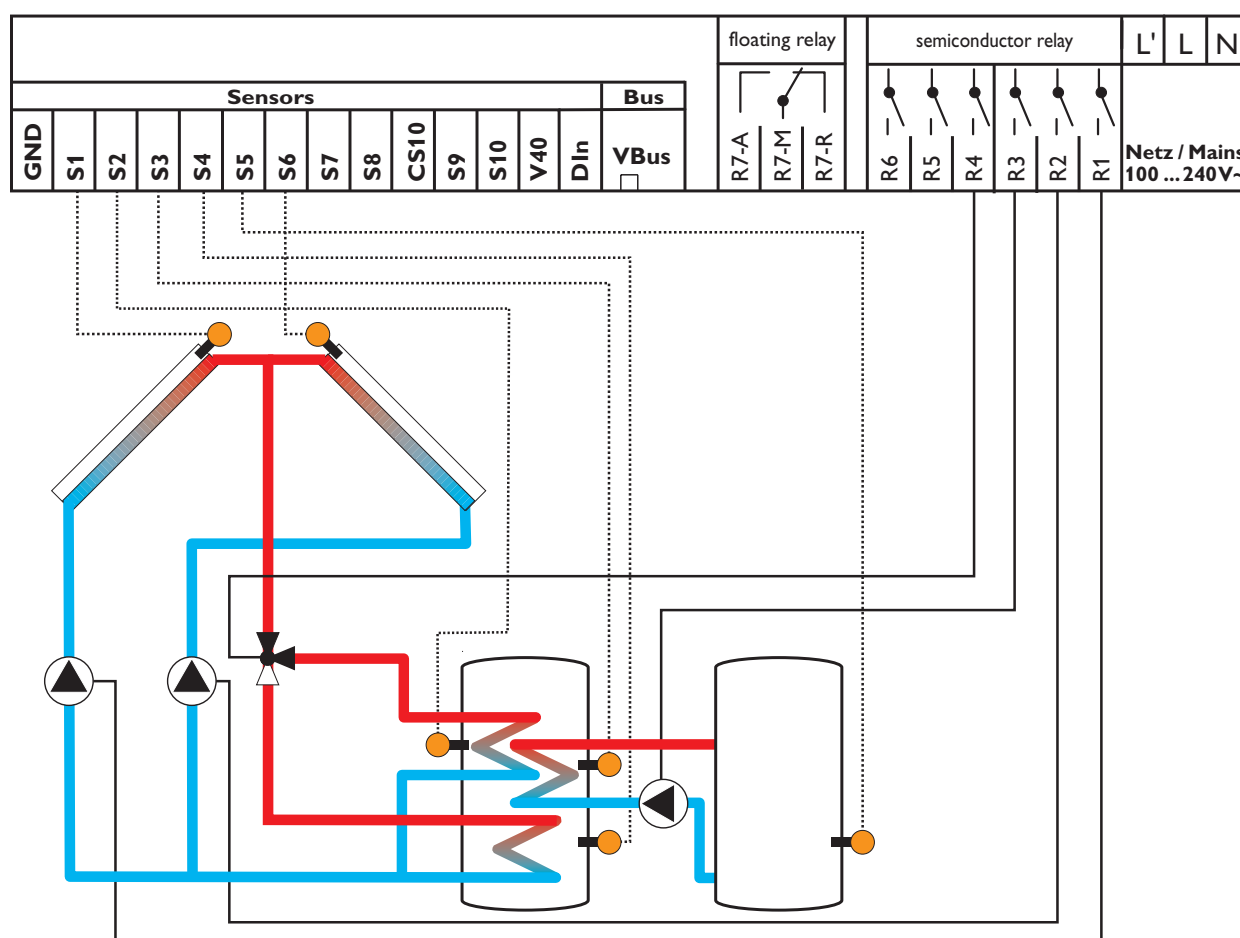 floating relay
semiconductor relay
L' L N
Sensors
Bus
GND S1 S2 S3 S4 S5 S6 S7 S8 CS10 S9 S10 V40 DIn
VBus
R7-A R7-M R7-R
R6 R5 R4 R3 R2 R1
Netz / Mains
100 ... 240V~